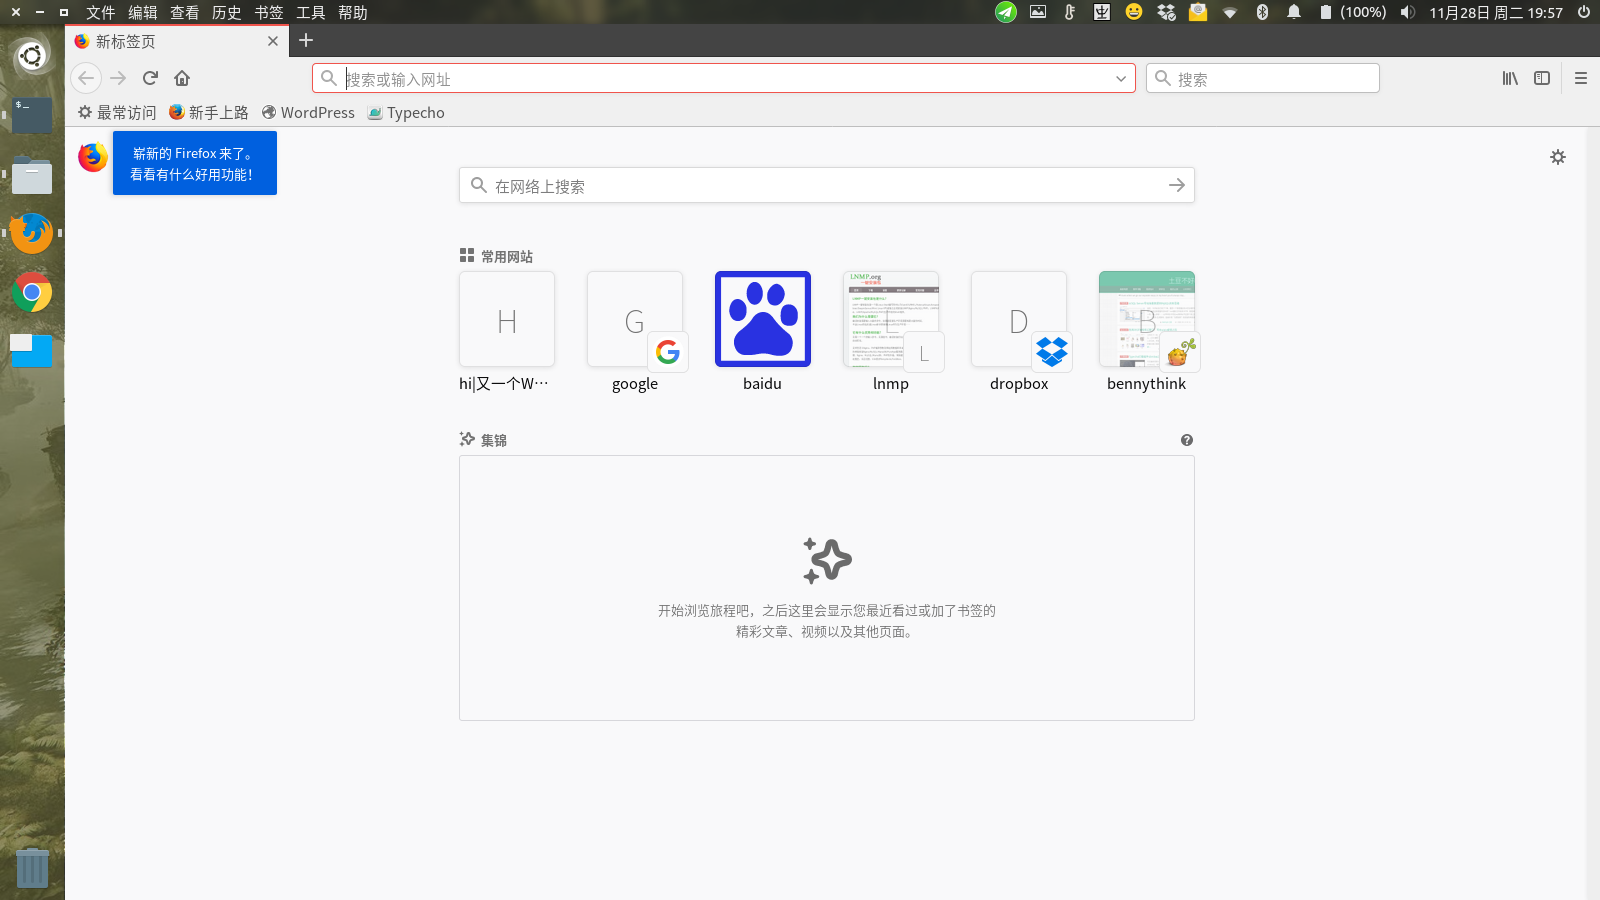 文件 编辑 查看 历史 书签 工具 帮助
(100%) 11月28日 周二 19:57
新标签页
搜索或输入网址
搜索
最常访问 新手上路 WordPress Typecho
崭新的 Firefox 来了。
看看有什么好用功能！
在网络上搜索
常用网站
H G L D B
LNMP.org
L
hi|又一个W… google baidu lnmp dropbox bennythink
集锦
开始浏览旅程吧，之后这里会显示您最近看过或加了书签的
精彩文章、视频以及其他页面。